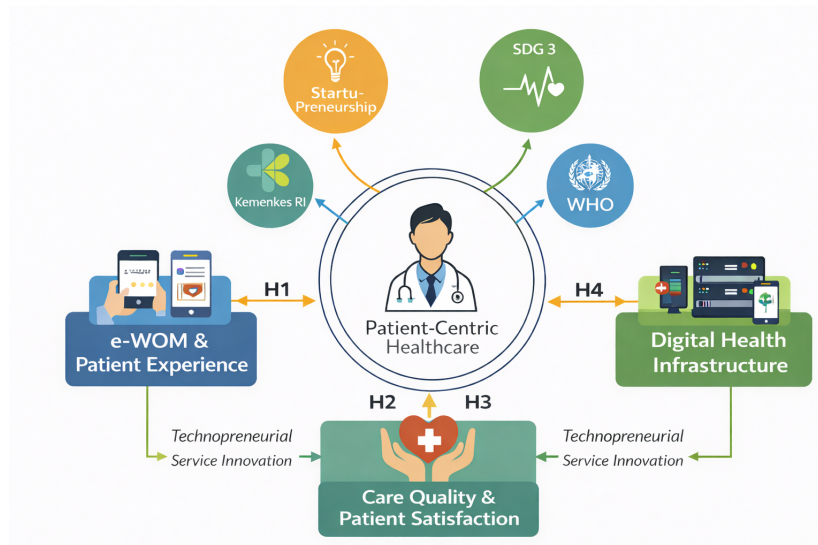 SDG 3
Startu-
Preneurship
Kemenkes RI
WHO
H1
H4
Patient-Centric
Healthcare
e-WOM &
Patient Experience
Digital Health
Infrastructure
H2
H3
Technopreneurial
Service Innovation
Technopreneurial
Service Innovation
Care Quality &
Patient Satisfaction